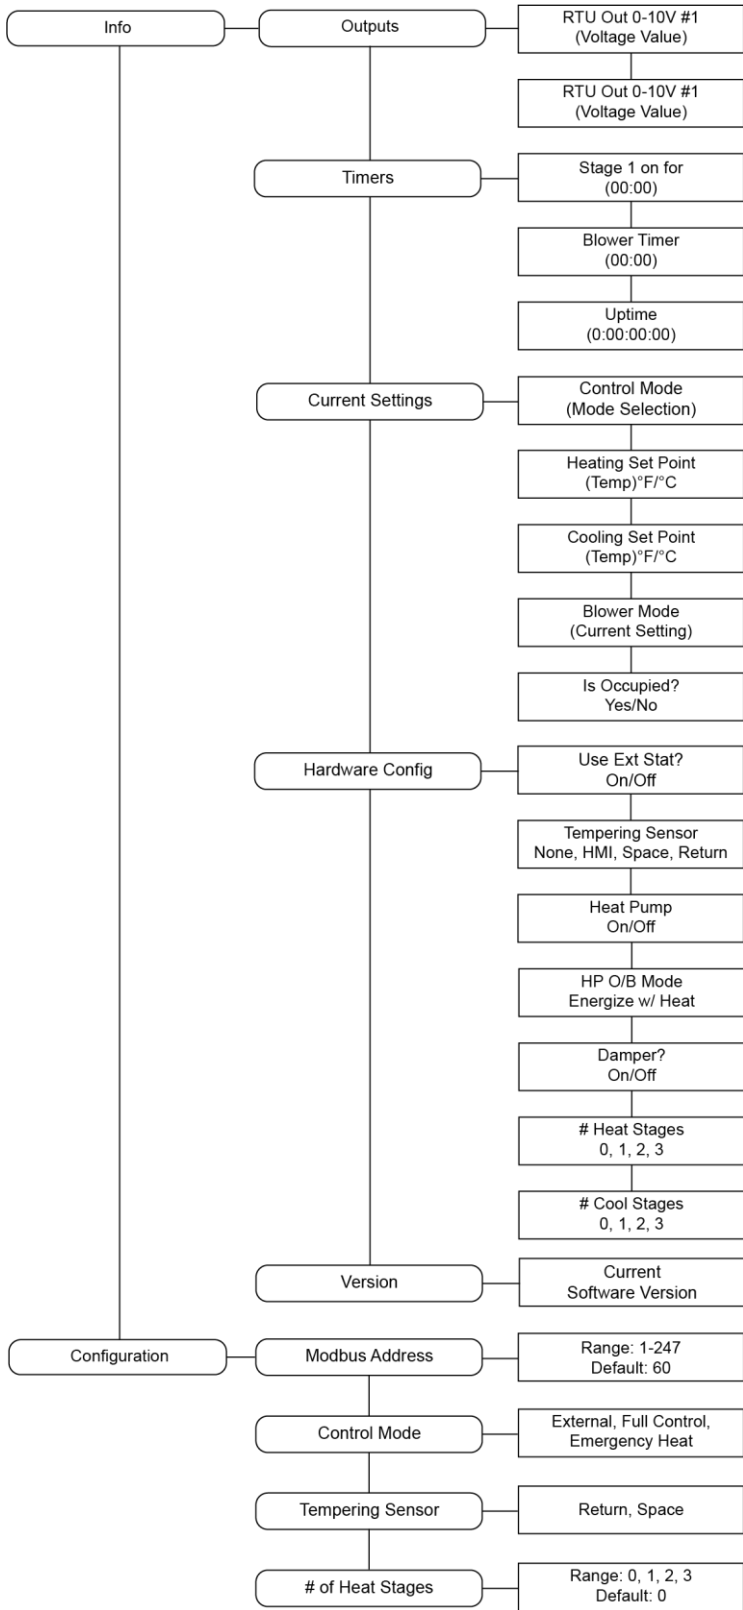 Info
Outputs
RTU Out 0-10V #1
(Voltage Value)
RTU Out 0-10V #1
(Voltage Value)
Timers
Stage 1 on for
(00:00)
Blower Timer
(00:00)
Uptime
(0:00:00:00)
Current Settings
Control Mode
(Mode Selection)
Heating Set Point
(Temp)°F/°C
Cooling Set Point
(Temp)°F/°C
Blower Mode
(Current Setting)
Is Occupied?
Yes/No
Hardware Config
Use Ext Stat?
On/Off
Tempering Sensor
None, HMI, Space, Return
Heat Pump
On/Off
HP O/B Mode
Energize w/ Heat
Damper?
On/Off
# Heat Stages
0, 1, 2, 3
# Cool Stages
0, 1, 2, 3
Version
Current
Software Version
Configuration
Modbus Address
Range: 1-247
Default: 60
Control Mode
External, Full Control,
Emergency Heat
Tempering Sensor
Return, Space
# of Heat Stages
Range: 0, 1, 2, 3
Default: 0